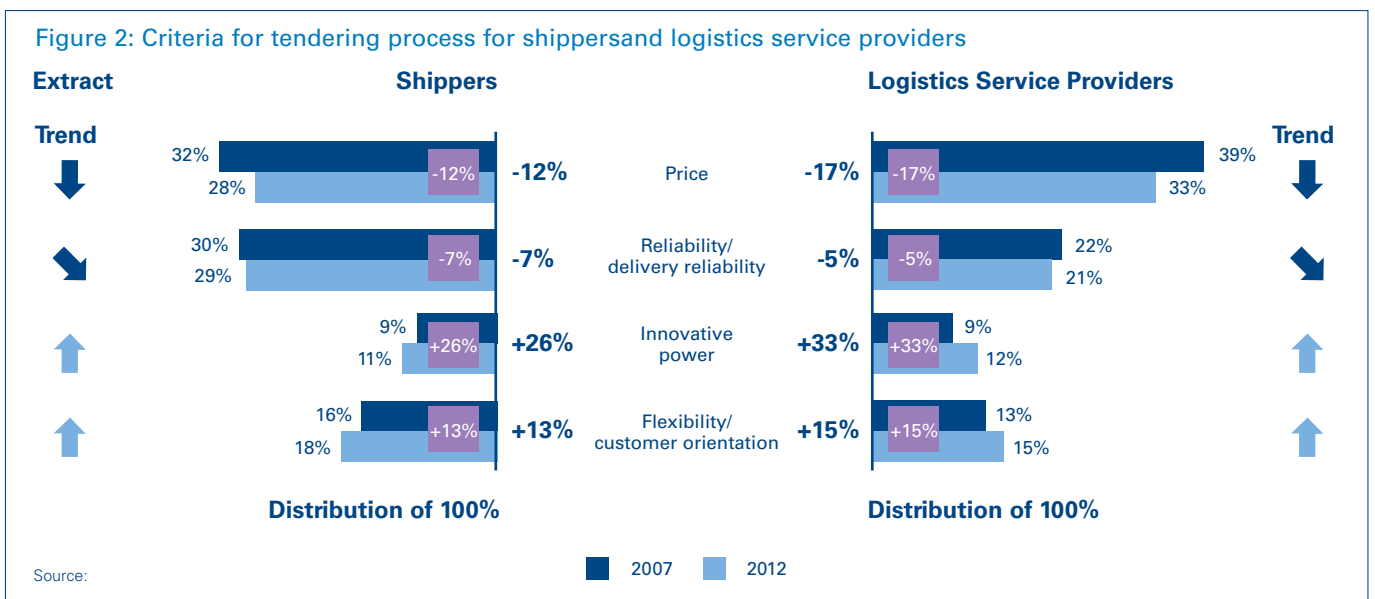 Figure 2: Criteria for tendering process for shippersand logistics service providers
Extract
Shippers
Logistics Service Providers
Trend
Trend
32%
28%
-12%
-12%
Price
-17%
-17%
39%
33%
30%
29%
-7%
-7%
Reliability/
delivery reliability
-5%
-5%
22%
21%
9%
11%
+26%
+26%
Innovative
power
+33%
+33%
9%
12%
16%
18%
+13%
+13%
Flexibility/
customer orientation
+15%
+15%
13%
15%
Distribution of 100%
Distribution of 100%
Source:
2007
2012